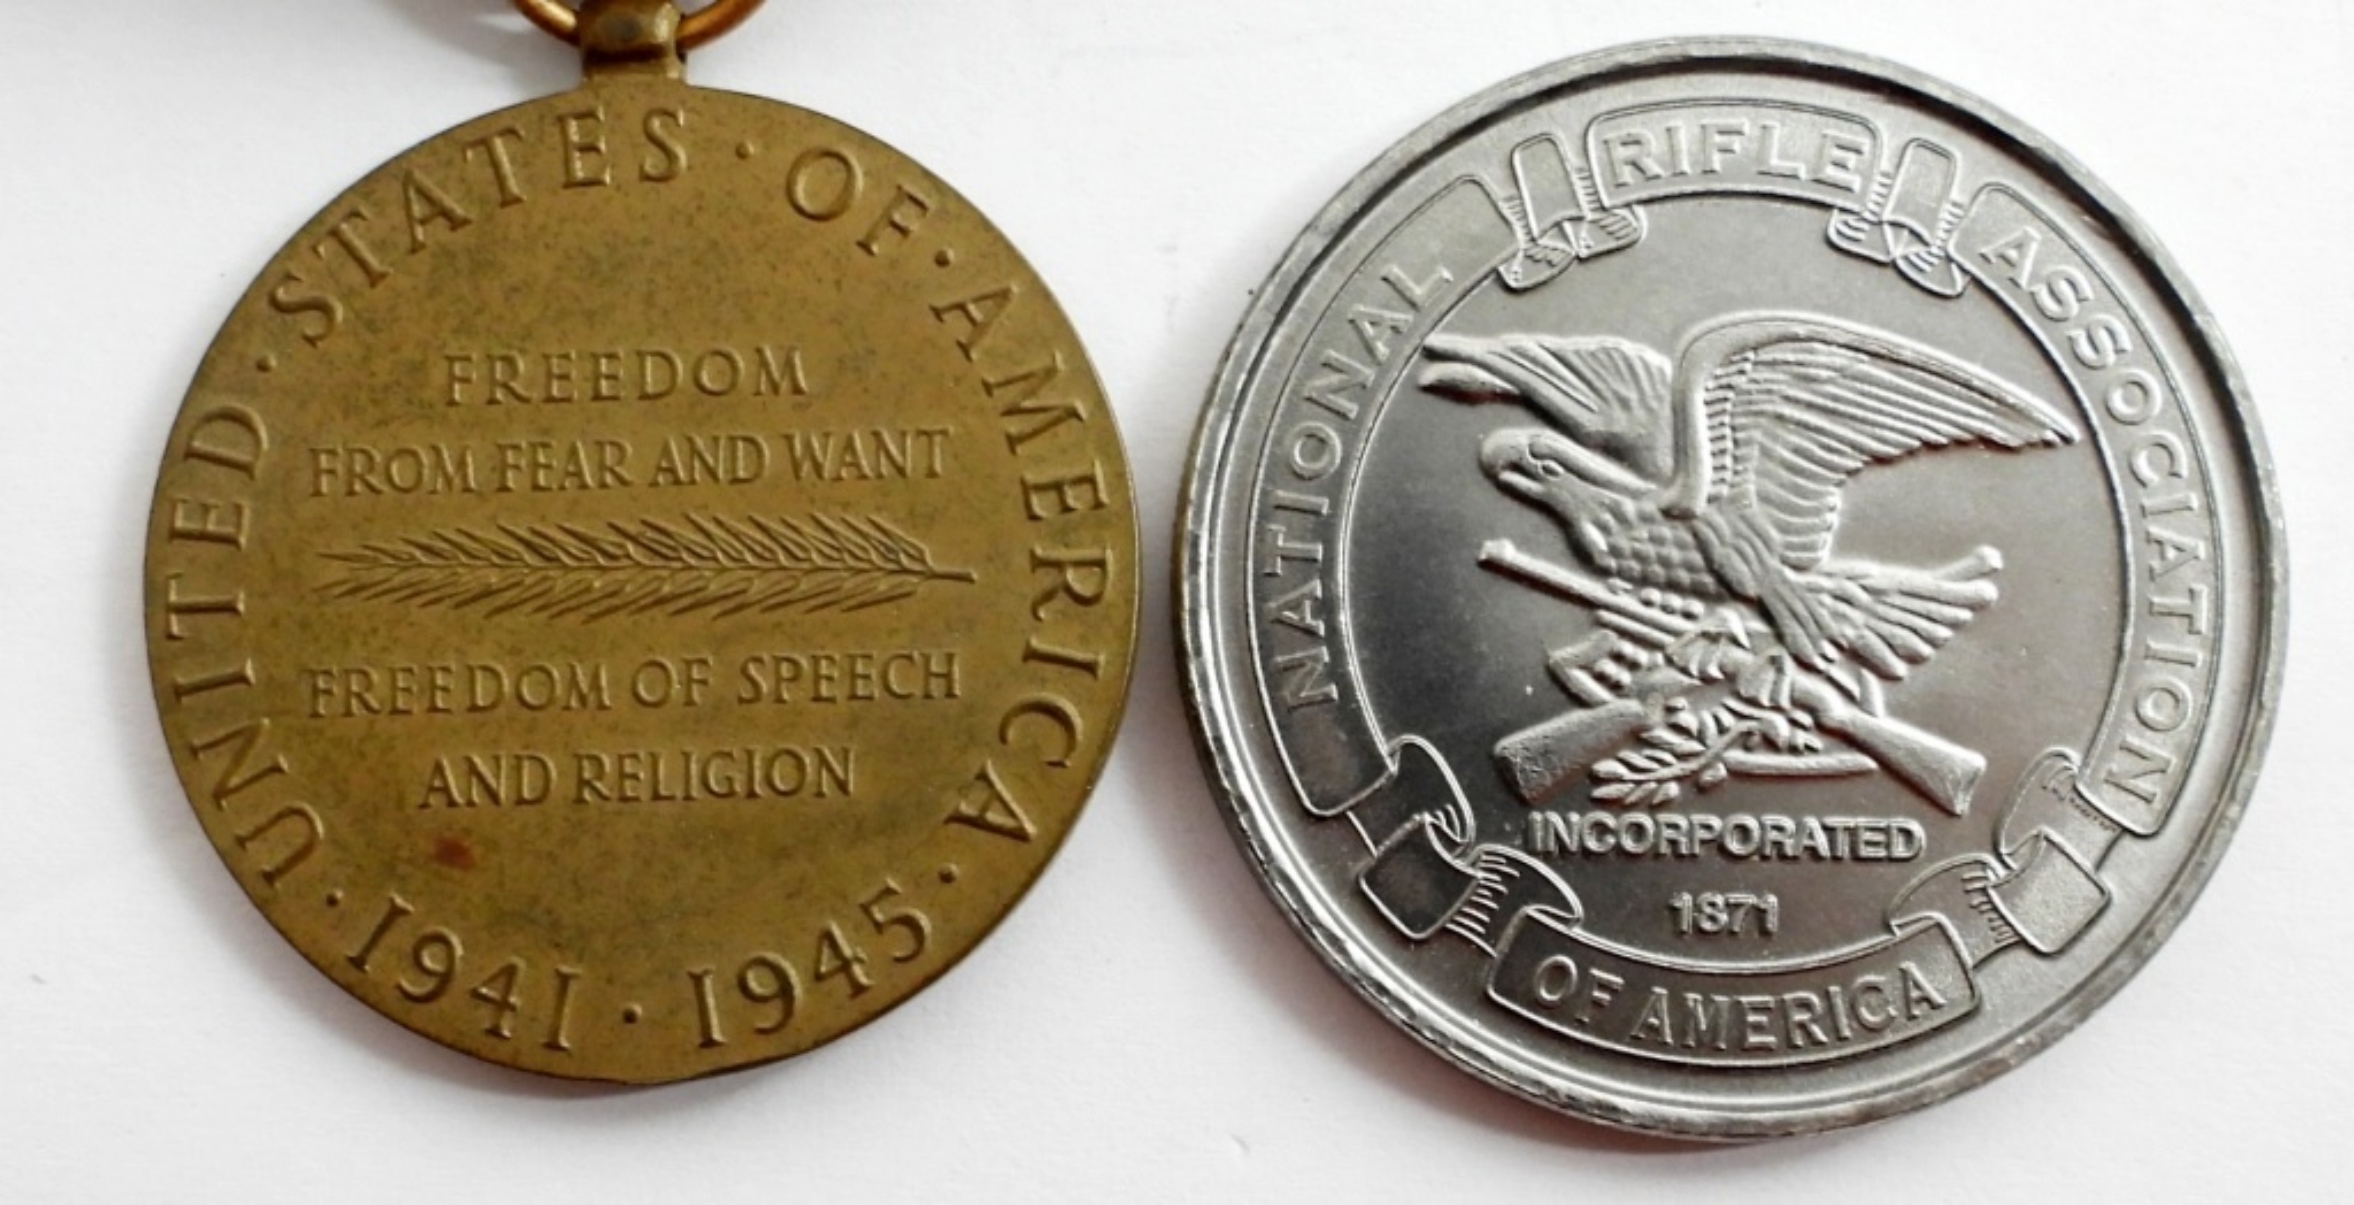 UNITED · STATES · OF · AMERICA ·
FREEDOM
FROM FEAR AND WANT
FREEDOM OF SPEECH
AND RELIGION
· 1941 · 1945 ·
NATIONAL RIFLE ASSOCIATION
INCORPORATED
1871
OF AMERICA